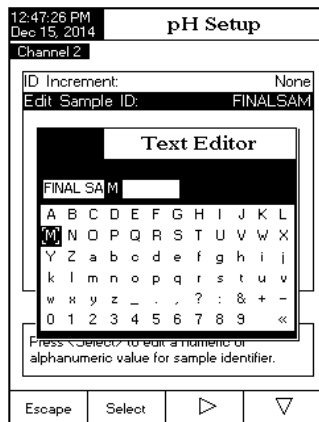 12:47:26 PM
Dec 15, 2014
pH Setup
Channel 2
ID Increment: None
Edit Sample ID: FINALSAM
Text Editor
FINAL SA M
A B C D E F G H I J K L
[M] N O P Q R S T U V W X
Y Z a b c d e f g h i j
k l m n o p q r s t u v
w x y z _ . , ? : & + -
0 1 2 3 4 5 6 7 8 9 «
Press <Select> to edit a numeric or
alphanumeric value for sample identifier.
Escape Select ▷ ▽